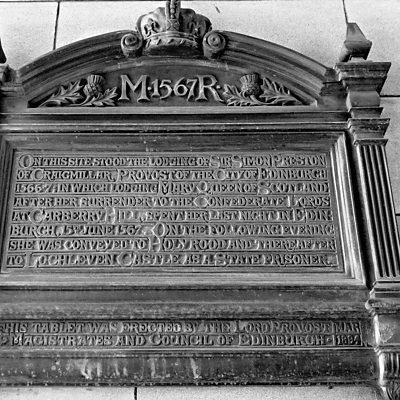 M·1567·R·
ON THIS SITE STOOD THE LODGING OF SIR SIMON PRESTON
OF CRAIGMILLAR, PROVOST OF THE CITY OF EDINBURGH
1566-7, IN WHICH LODGING MARY QUEEN OF SCOTLAND
AFTER HER SURRENDER TO THE CONFEDERATE LORDS
AT CARBERRY HILL SPENT HER LAST NIGHT IN EDIN-
BURGH, 15TH JUNE 1567. ON THE FOLLOWING EVENING
SHE WAS CONVEYED TO HOLYROOD AND THEREAFTER
TO LOCHLEVEN CASTLE AS A STATE PRISONER.
THIS TABLET WAS ERECTED BY THE LORD PROVOST MAR
MAGISTRATES AND COUNCIL OF EDINBURGH·1894·